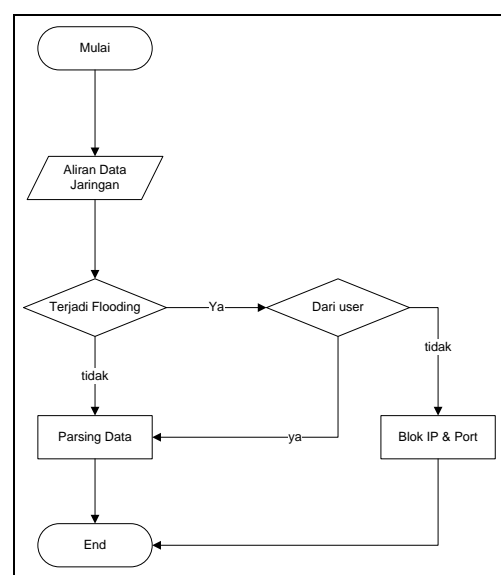 Mulai
Aliran Data
Jaringan
Terjadi Flooding
Ya
Dari user
tidak
tidak
Parsing Data
ya
Blok IP & Port
End